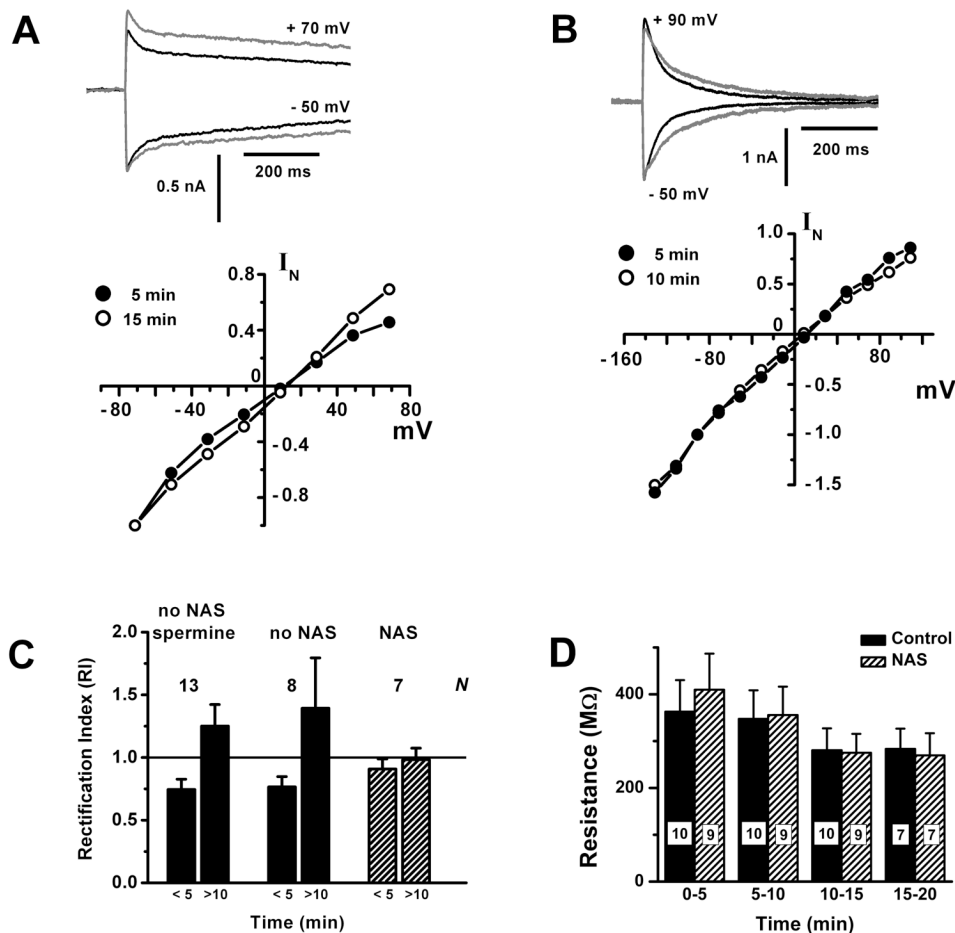 A
+ 70 mV
- 50 mV
0.5 nA
200 ms
I_N
5 min
15 min
0.8
0.4
0
- 0.4
- 0.8
- 80
- 40
40
80
mV
B
+ 90 mV
- 50 mV
1 nA
200 ms
I_N
5 min
10 min
1.0
0.5
0
-0.5
-1.0
-1.5
-160
-80
80
mV
C
Rectification Index (RI)
2.0
1.5
1.0
0.5
0.0
no NAS
spermine
no NAS
NAS
13
8
7
N
< 5
>10
< 5
>10
< 5
>10
Time (min)
D
Control
NAS
Resistance (MΩ)
400
200
0
10
9
10
9
10
9
7
7
0-5
5-10
10-15
15-20
Time (min)